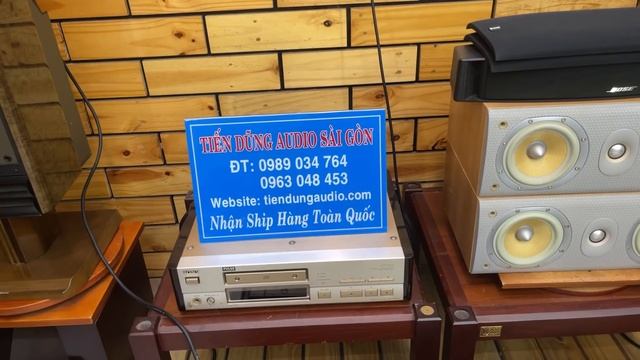 TIẾN DŨNG AUDIO SÀI GÒN
ĐT: 0989 034 764
0963 048 453
Website: tiendungaudio.com
Nhận Ship Hàng Toàn Quốc
BOSE